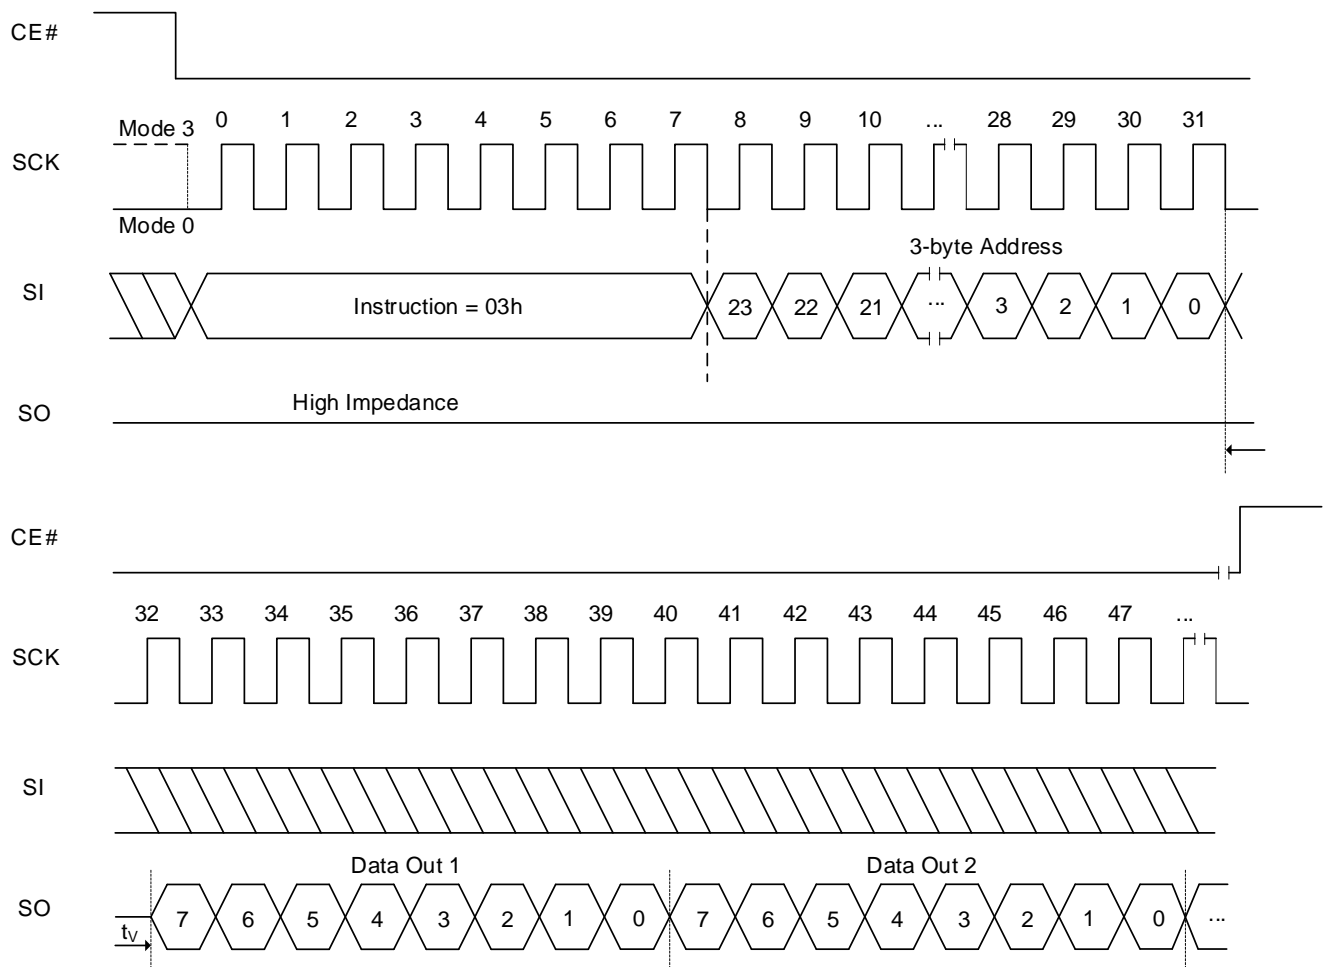 CE#
Mode 3 0 1 2 3 4 5 6 7 8 9 10 ... 28 29 30 31
SCK
Mode 0
3-byte Address
SI Instruction = 03h 23 22 21 ... 3 2 1 0
High Impedance
SO
CE#
32 33 34 35 36 37 38 39 40 41 42 43 44 45 46 47 ...
SCK
SI
Data Out 1 Data Out 2
SO 7 6 5 4 3 2 1 0 7 6 5 4 3 2 1 0 ...
tV